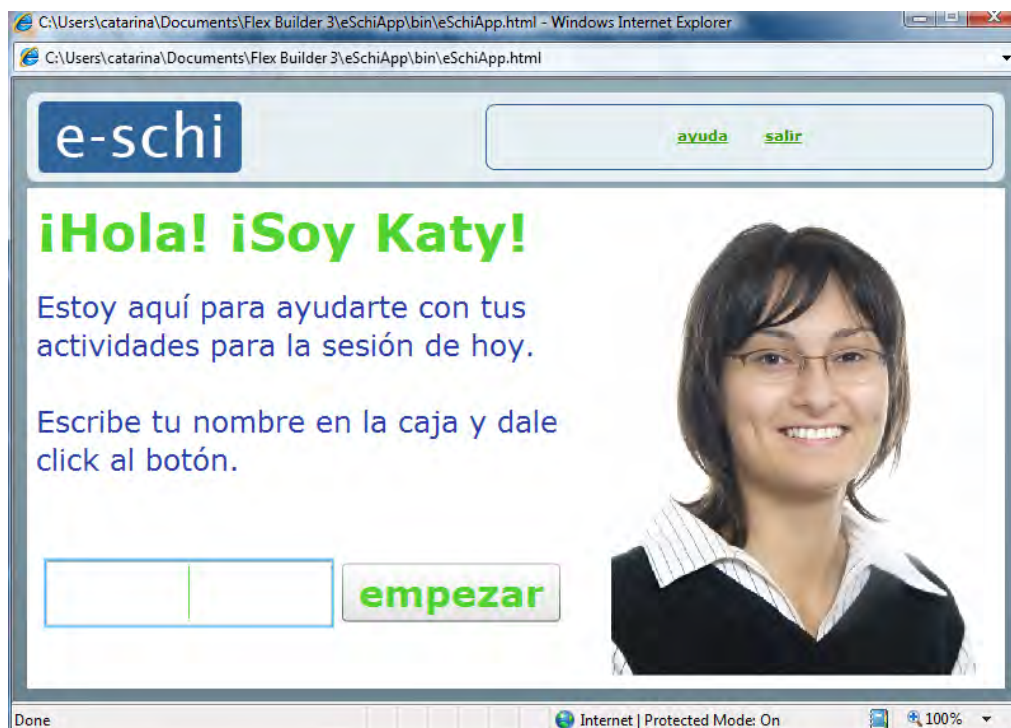 C:\Users\catarina\Documents\Flex Builder 3\eSchiApp\bin\eSchiApp.html - Windows Internet Explorer
C:\Users\catarina\Documents\Flex Builder 3\eSchiApp\bin\eSchiApp.html
e-schi
ayuda salir
¡Hola! ¡Soy Katy!
Estoy aquí para ayudarte con tus
actividades para la sesión de hoy.
Escribe tu nombre en la caja y dale
click al botón.
empezar
Done Internet | Protected Mode: On 100%